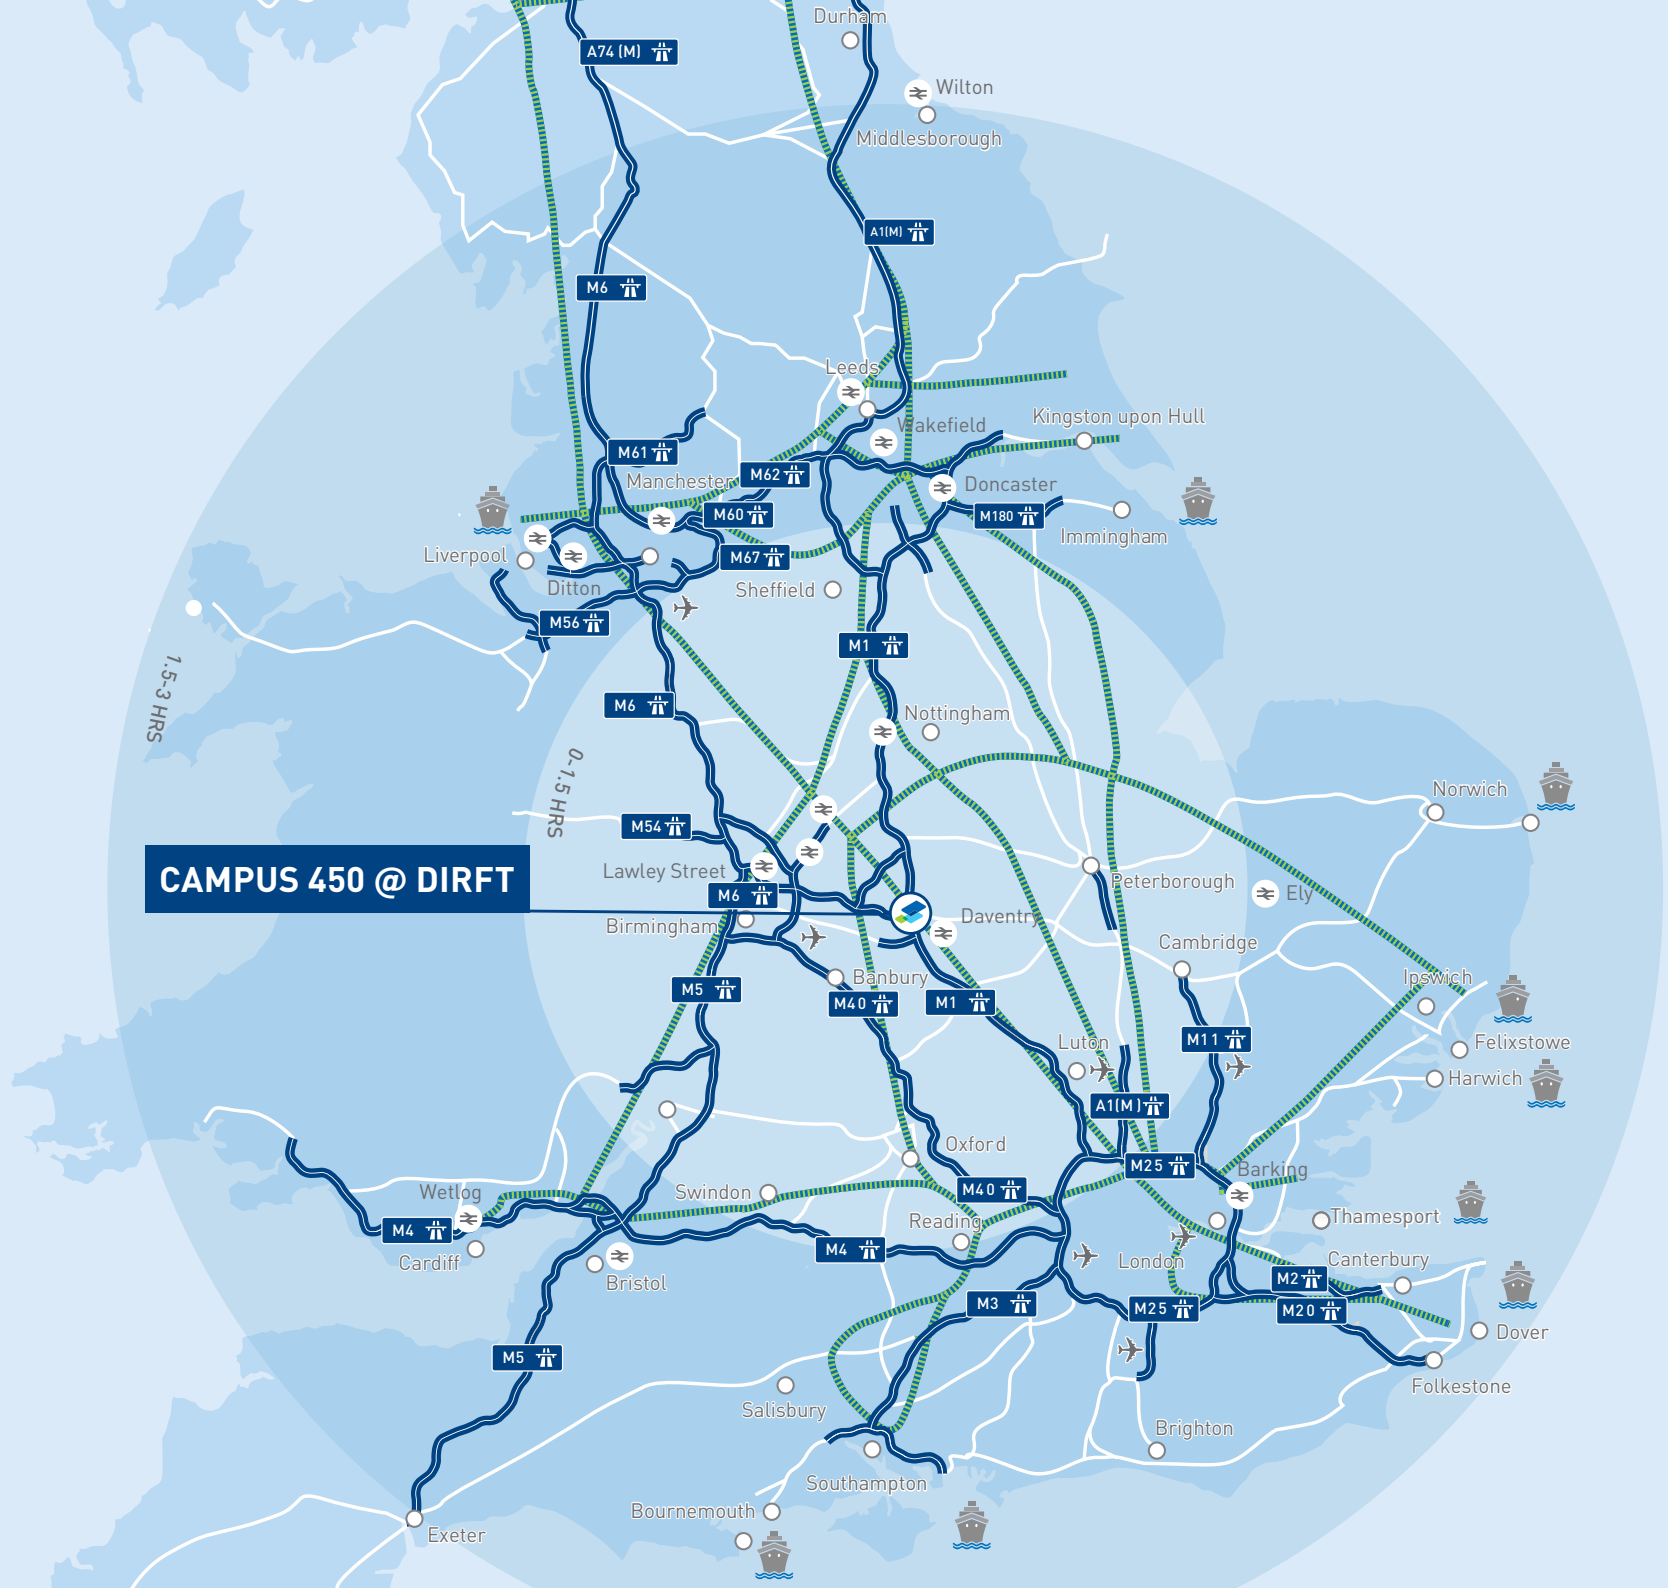 Durham
A74 (M)
Wilton
Middlesborough
A1(M)
M6
Leeds
Kingston upon Hull
Wakefield
M61
M62
Manchester
Doncaster
M60
M180
Immingham
Liverpool
M67
Ditton
Sheffield
M56
M1
1.5-3 HRS
M6
Nottingham
0-1.5 HRS
Norwich
M54
Lawley Street
CAMPUS 450 @ DIRFT
Peterborough
M6
Ely
Birmingham
Daventry
Cambridge
Banbury
Ipswich
M5
M40
M1
Luton
M11
Felixstowe
Harwich
A1(M)
Oxford
M25
Barking
Wetlog
Swindon
M40
Thamesport
Reading
M4
M4
Cardiff
London
Canterbury
Bristol
M2
M3
M25
M20
Dover
M5
Folkestone
Salisbury
Brighton
Southampton
Bournemouth
Exeter